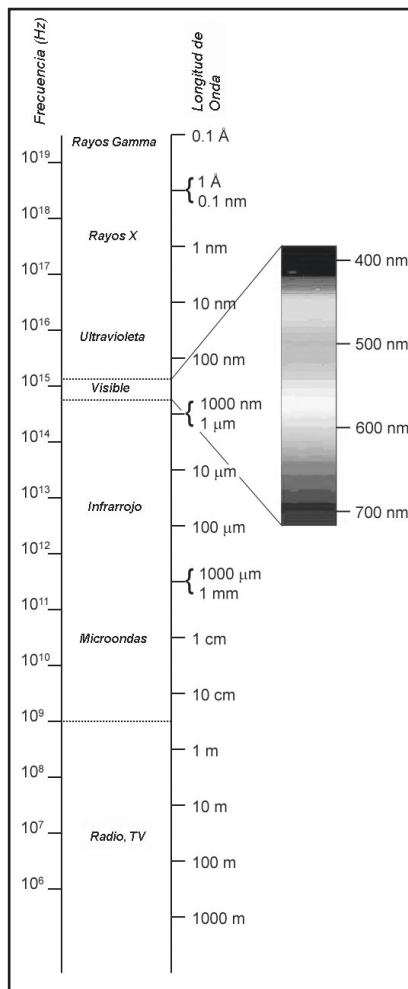 Frecuencia (Hz)
Longitud de
Onda
Rayos Gamma
0.1 Å
10¹⁹
1 Å
0.1 nm
10¹⁸
Rayos X
1 nm
10¹⁷
10 nm
10¹⁶
Ultravioleta
100 nm
10¹⁵
Visible
1000 nm
1 μm
10¹⁴
10 μm
10¹³
Infrarrojo
100 μm
10¹²
1000 μm
1 mm
10¹¹
Microondas
1 cm
10¹⁰
10 cm
10⁹
1 m
10⁸
10 m
10⁷
Radio, TV
100 m
10⁶
1000 m
400 nm
500 nm
600 nm
700 nm